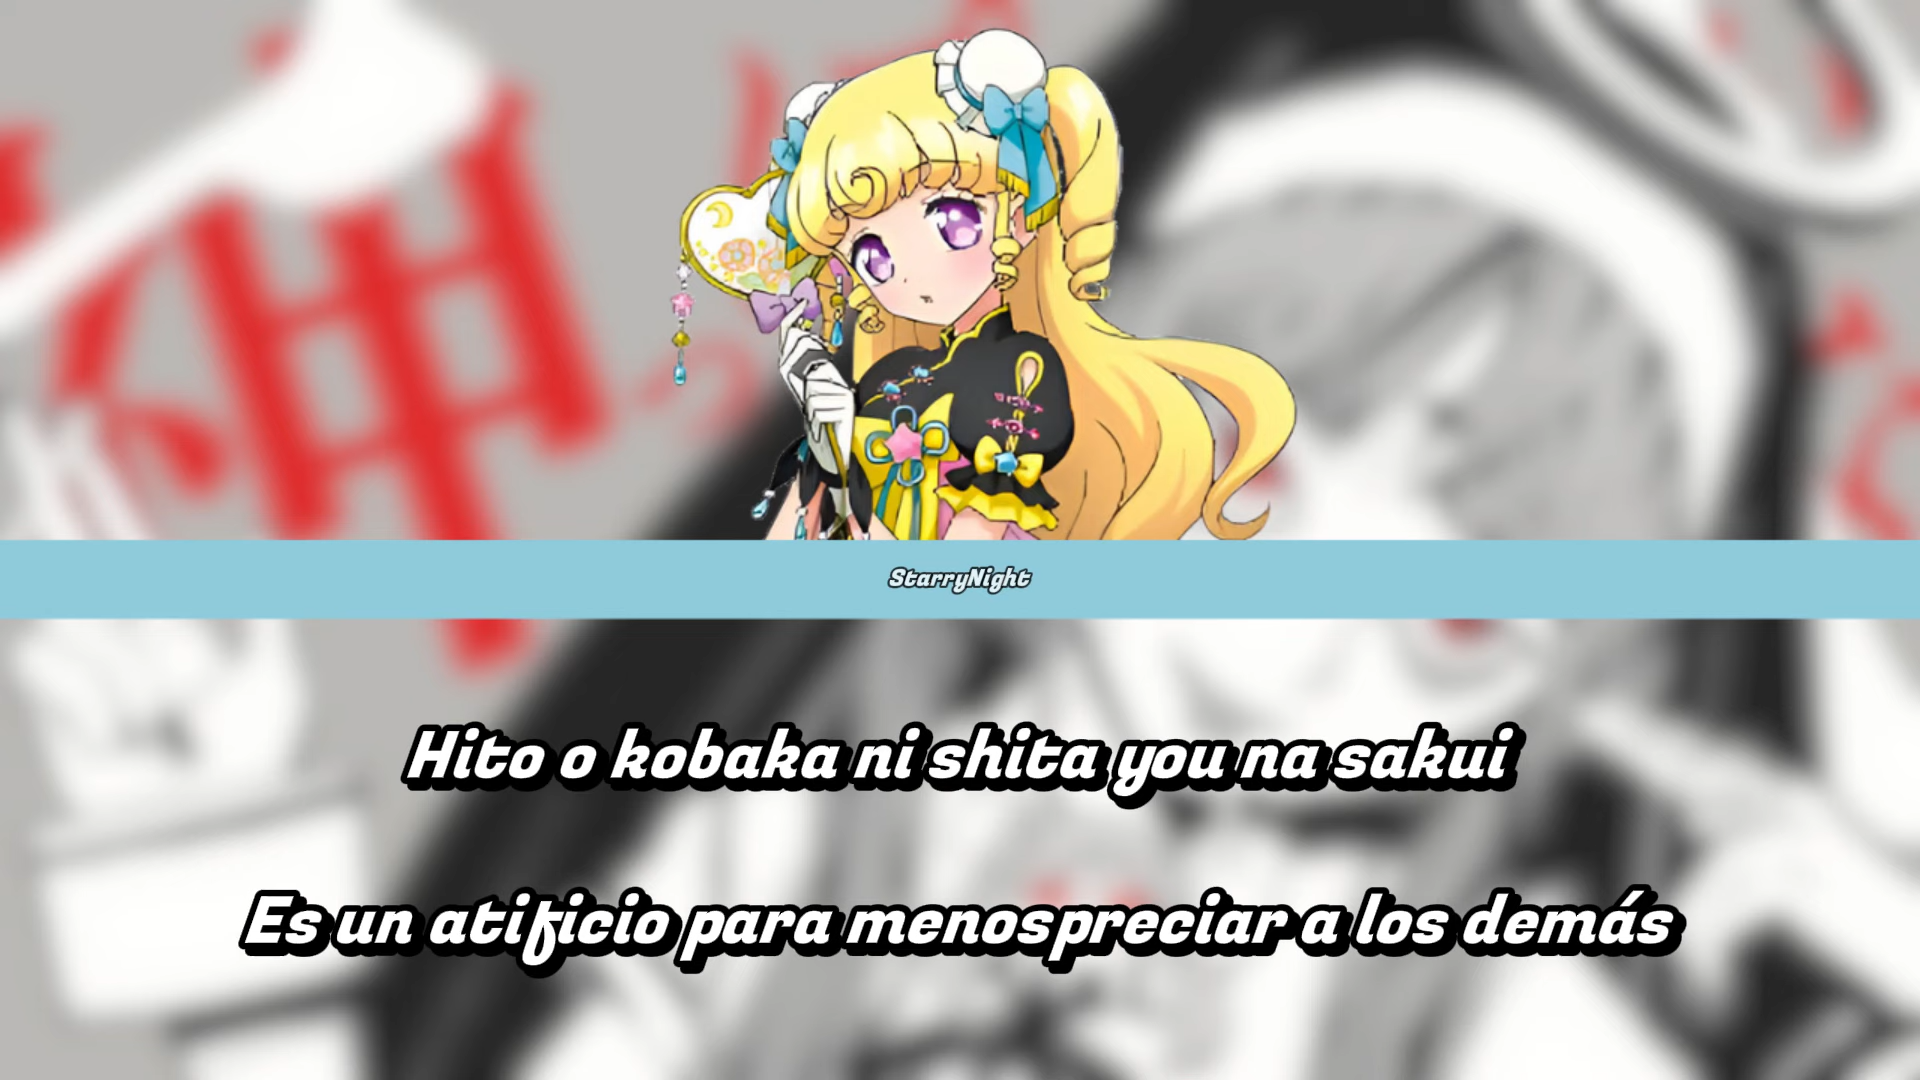 StarryNight
Hito o kobaka ni shita you na sakui
Es un atificio para menospreciar a los demás